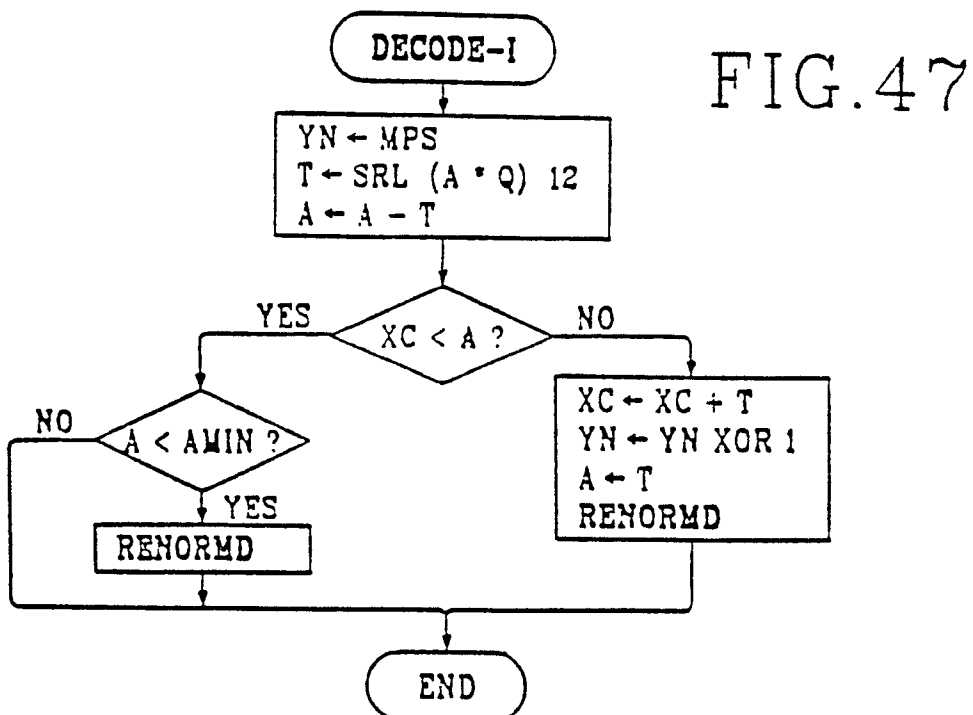 DECODE-I
FIG.47
YN ← MPS
T ← SRL (A * Q) 12
A ← A - T
XC < A ?
YES
NO
A < AMIN ?
NO
YES
RENORMD
XC ← XC + T
YN ← YN XOR 1
A ← T
RENORMD
END